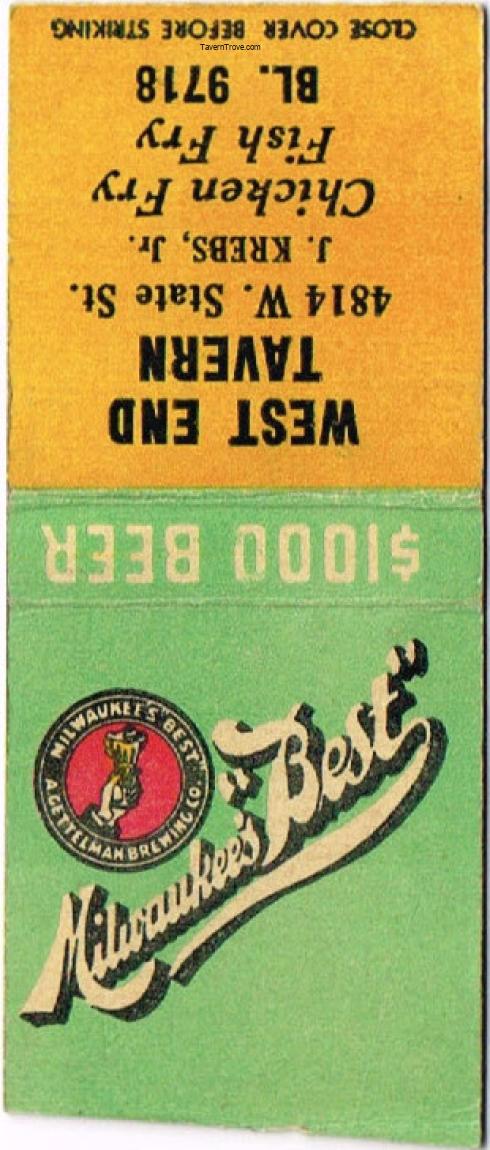 TavernTrove.com
WEST END
TAVERN
4814 W. State St.
J. KREBS, Jr.
Chicken Fry
Fish Fry
BL. 9718
CLOSE COVER BEFORE STRIKING
$1000 BEER
MILWAUKEE'S "BEST"
A. GETTELMAN BREWING CO.
Milwaukee's
"Best"